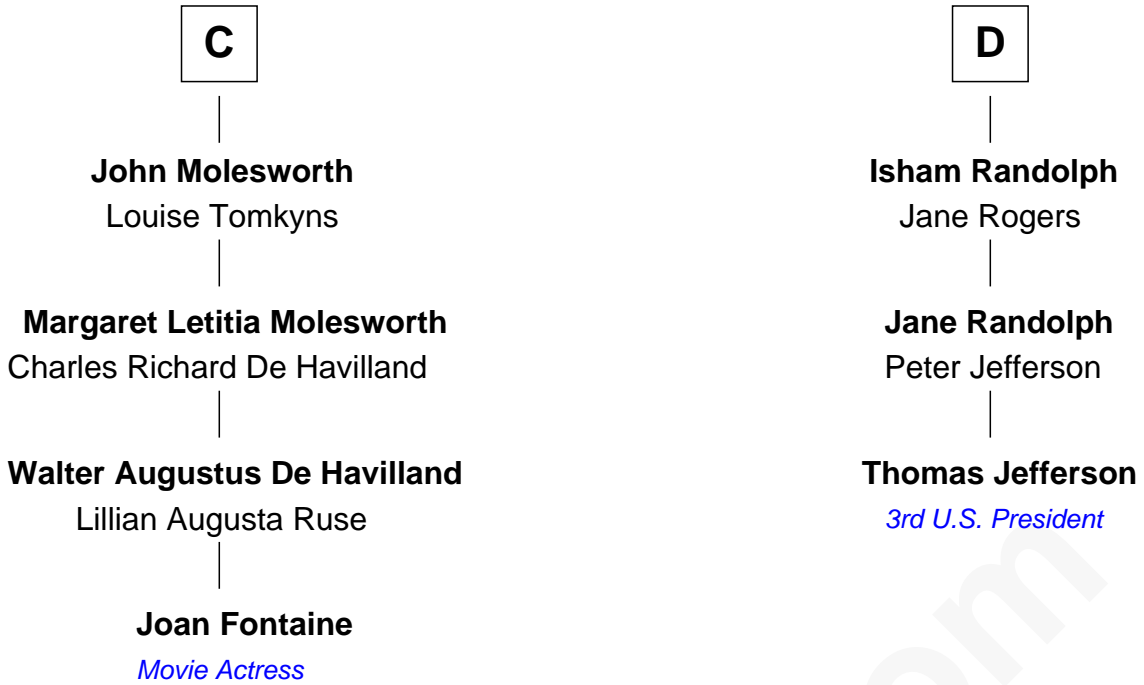 C
John Molesworth
Louise Tomkyns
Margaret Letitia Molesworth
Charles Richard De Havilland
Walter Augustus De Havilland
Lillian Augusta Ruse
Joan Fontaine
Movie Actress
D
Isham Randolph
Jane Rogers
Jane Randolph
Peter Jefferson
Thomas Jefferson
3rd U.S. President
om